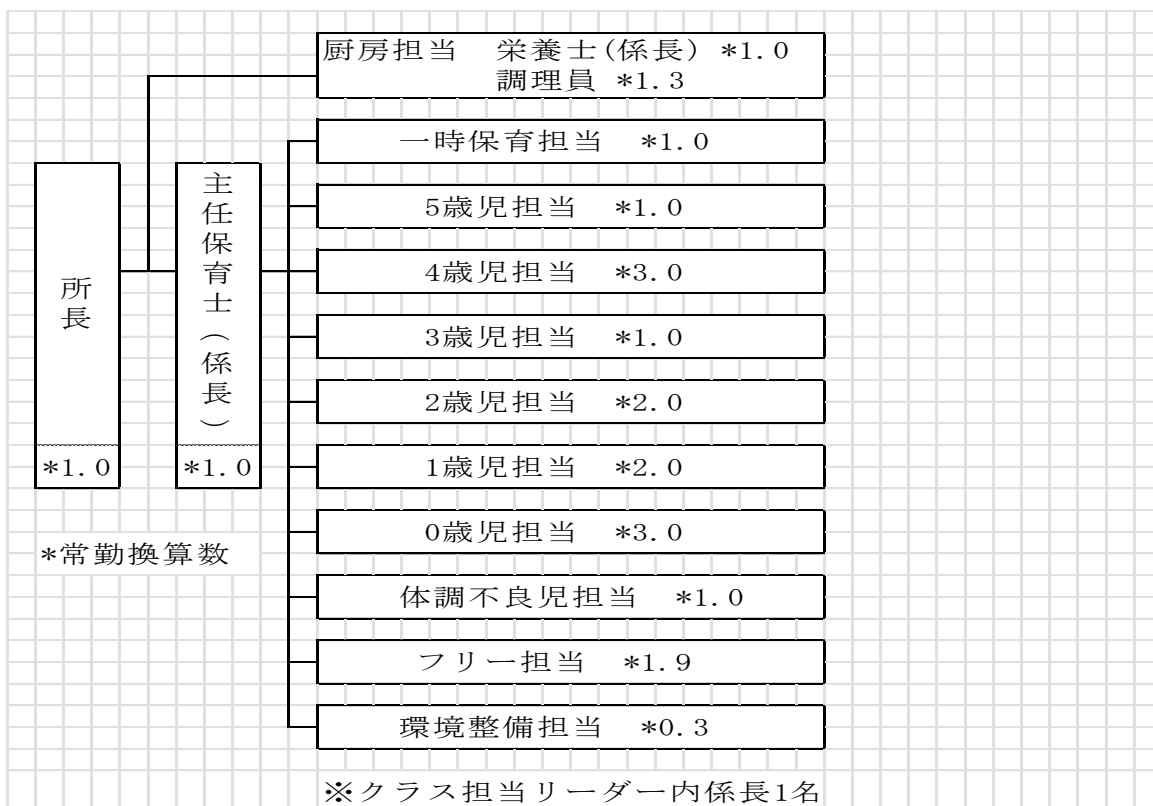 厨房担当　栄養士(係長) *1.0
調理員 *1.3
一時保育担当　*1.0
5歳児担当　*1.0
4歳児担当　*3.0
3歳児担当　*1.0
2歳児担当　*2.0
1歳児担当　*2.0
0歳児担当　*3.0
体調不良児担当　*1.0
フリー担当　*1.9
環境整備担当　*0.3
所長
*1.0
主任保育士(係長)
*1.0
*常勤換算数
※クラス担当リーダー内係長1名